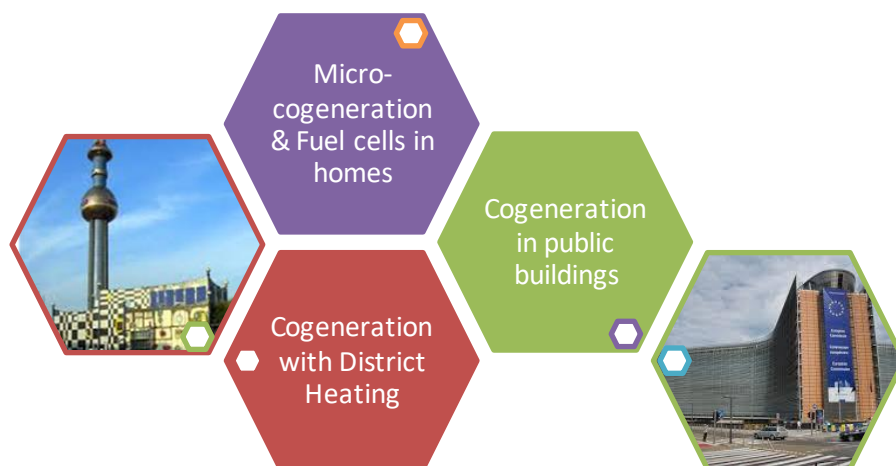 Micro-
cogeneration
& Fuel cells in
homes
Cogeneration
in public
buildings
Cogeneration
with District
Heating